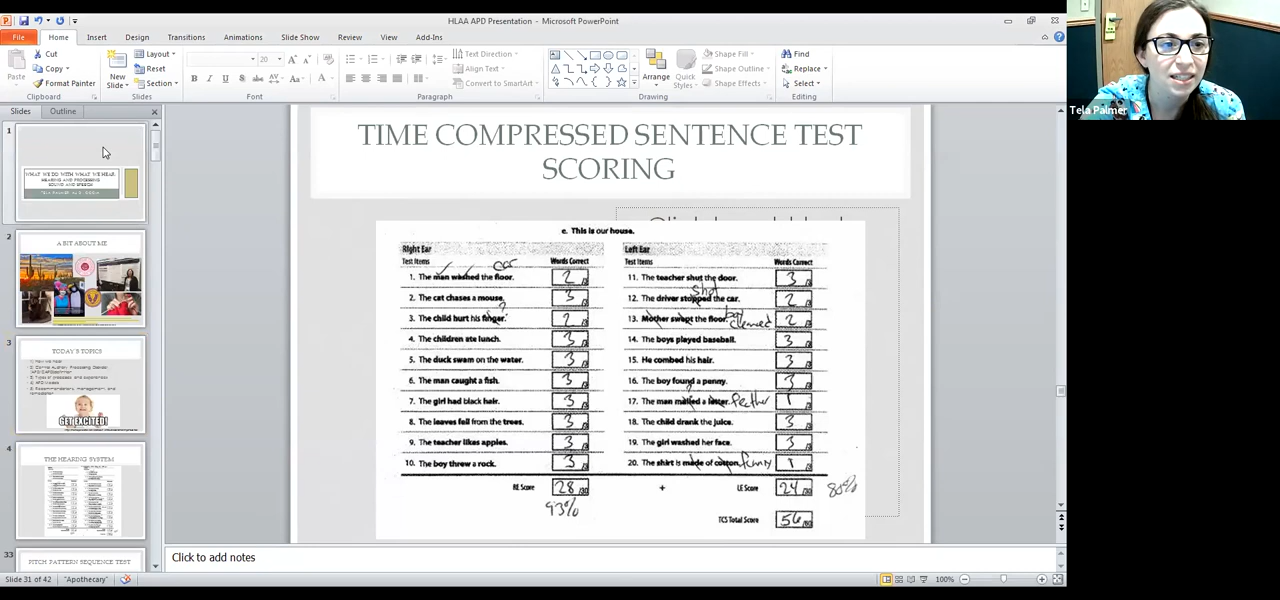 HLAA APD Presentation - Microsoft PowerPoint
File Home Insert Design Transitions Animations Slide Show Review View Add-Ins
Cut Copy Format Painter Paste Clipboard
New Slide Layout Reset Section Slides
20 Font
Text Direction Align Text Convert to SmartArt Paragraph
Arrange Quick Styles Shape Fill Shape Outline Shape Effects Drawing
Find Replace Select Editing
Tela Palmer
Slides Outline
1
WHAT WE DO WITH WHAT WE HEAR
HEARING AND PROCESSING
SOUND AND SPEECH
2
A BIT ABOUT ME
3
TODAY'S TOPICS
GET EXCITED!
4
THE HEARING SYSTEM
33
PITCH PATTERN SEQUENCE TEST
TIME COMPRESSED SENTENCE TEST
SCORING
e. This is our house.
Right Ear
Test Items Words Correct
car
1. The man washed the floor. 2
2. The cat chases a mouse. 3
?
3. The child hurt his finger. 2
4. The children ate lunch. 3
5. The duck swam on the water. 3
6. The man caught a fish. 3
7. The girl had black hair. 3
8. The leaves fell from the trees. 3
9. The teacher likes apples. 3
10. The boy threw a rock. 3
RE Score 28/30
93%
+
Left Ear
Test Items Words Correct
11. The teacher shut the door. 3
shot
12. The driver stopped the car. 2
13. Mother swept the floor. cleaned 2
14. The boys played baseball. 3
15. He combed his hair. 3
16. The boy found a penny. 3
?
17. The man mailed a letter. feather 1
18. The child drank the juice. 3
19. The girl washed her face. 3
20. The shirt is made of cotton. funny 1
LE Score 24/30 80%
TCS Total Score 56/60
Click to add notes
Slide 31 of 42 "Apothecary" 100%